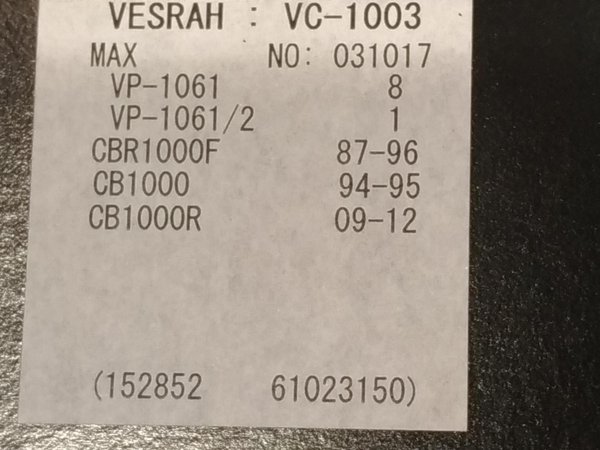 VESRAH : VC-1003
MAX NO: 031017
VP-1061 8
VP-1061/2 1
CBR1000F 87-96
CB1000 94-95
CB1000R 09-12
(152852 61023150)